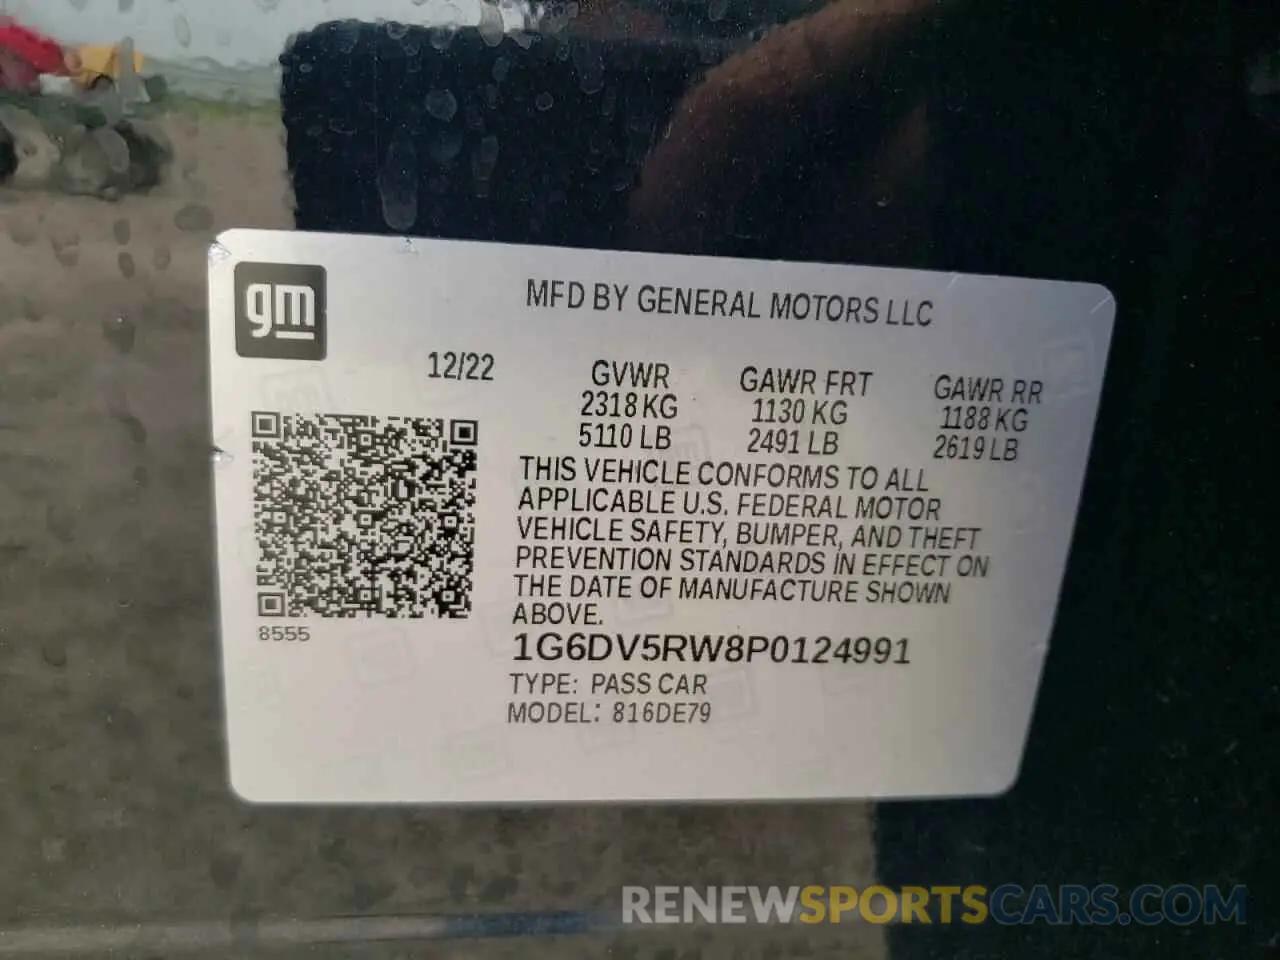 gm
MFD BY GENERAL MOTORS LLC
12/22
GVWR
2318 KG
5110 LB
GAWR FRT
1130 KG
2491 LB
GAWR RR
1188 KG
2619 LB
THIS VEHICLE CONFORMS TO ALL
APPLICABLE U.S. FEDERAL MOTOR
VEHICLE SAFETY, BUMPER, AND THEFT
PREVENTION STANDARDS IN EFFECT ON
THE DATE OF MANUFACTURE SHOWN
ABOVE.
8555
1G6DV5RW8P0124991
TYPE: PASS CAR
MODEL: 816DE79
RENEWSPORTSCARS.COM